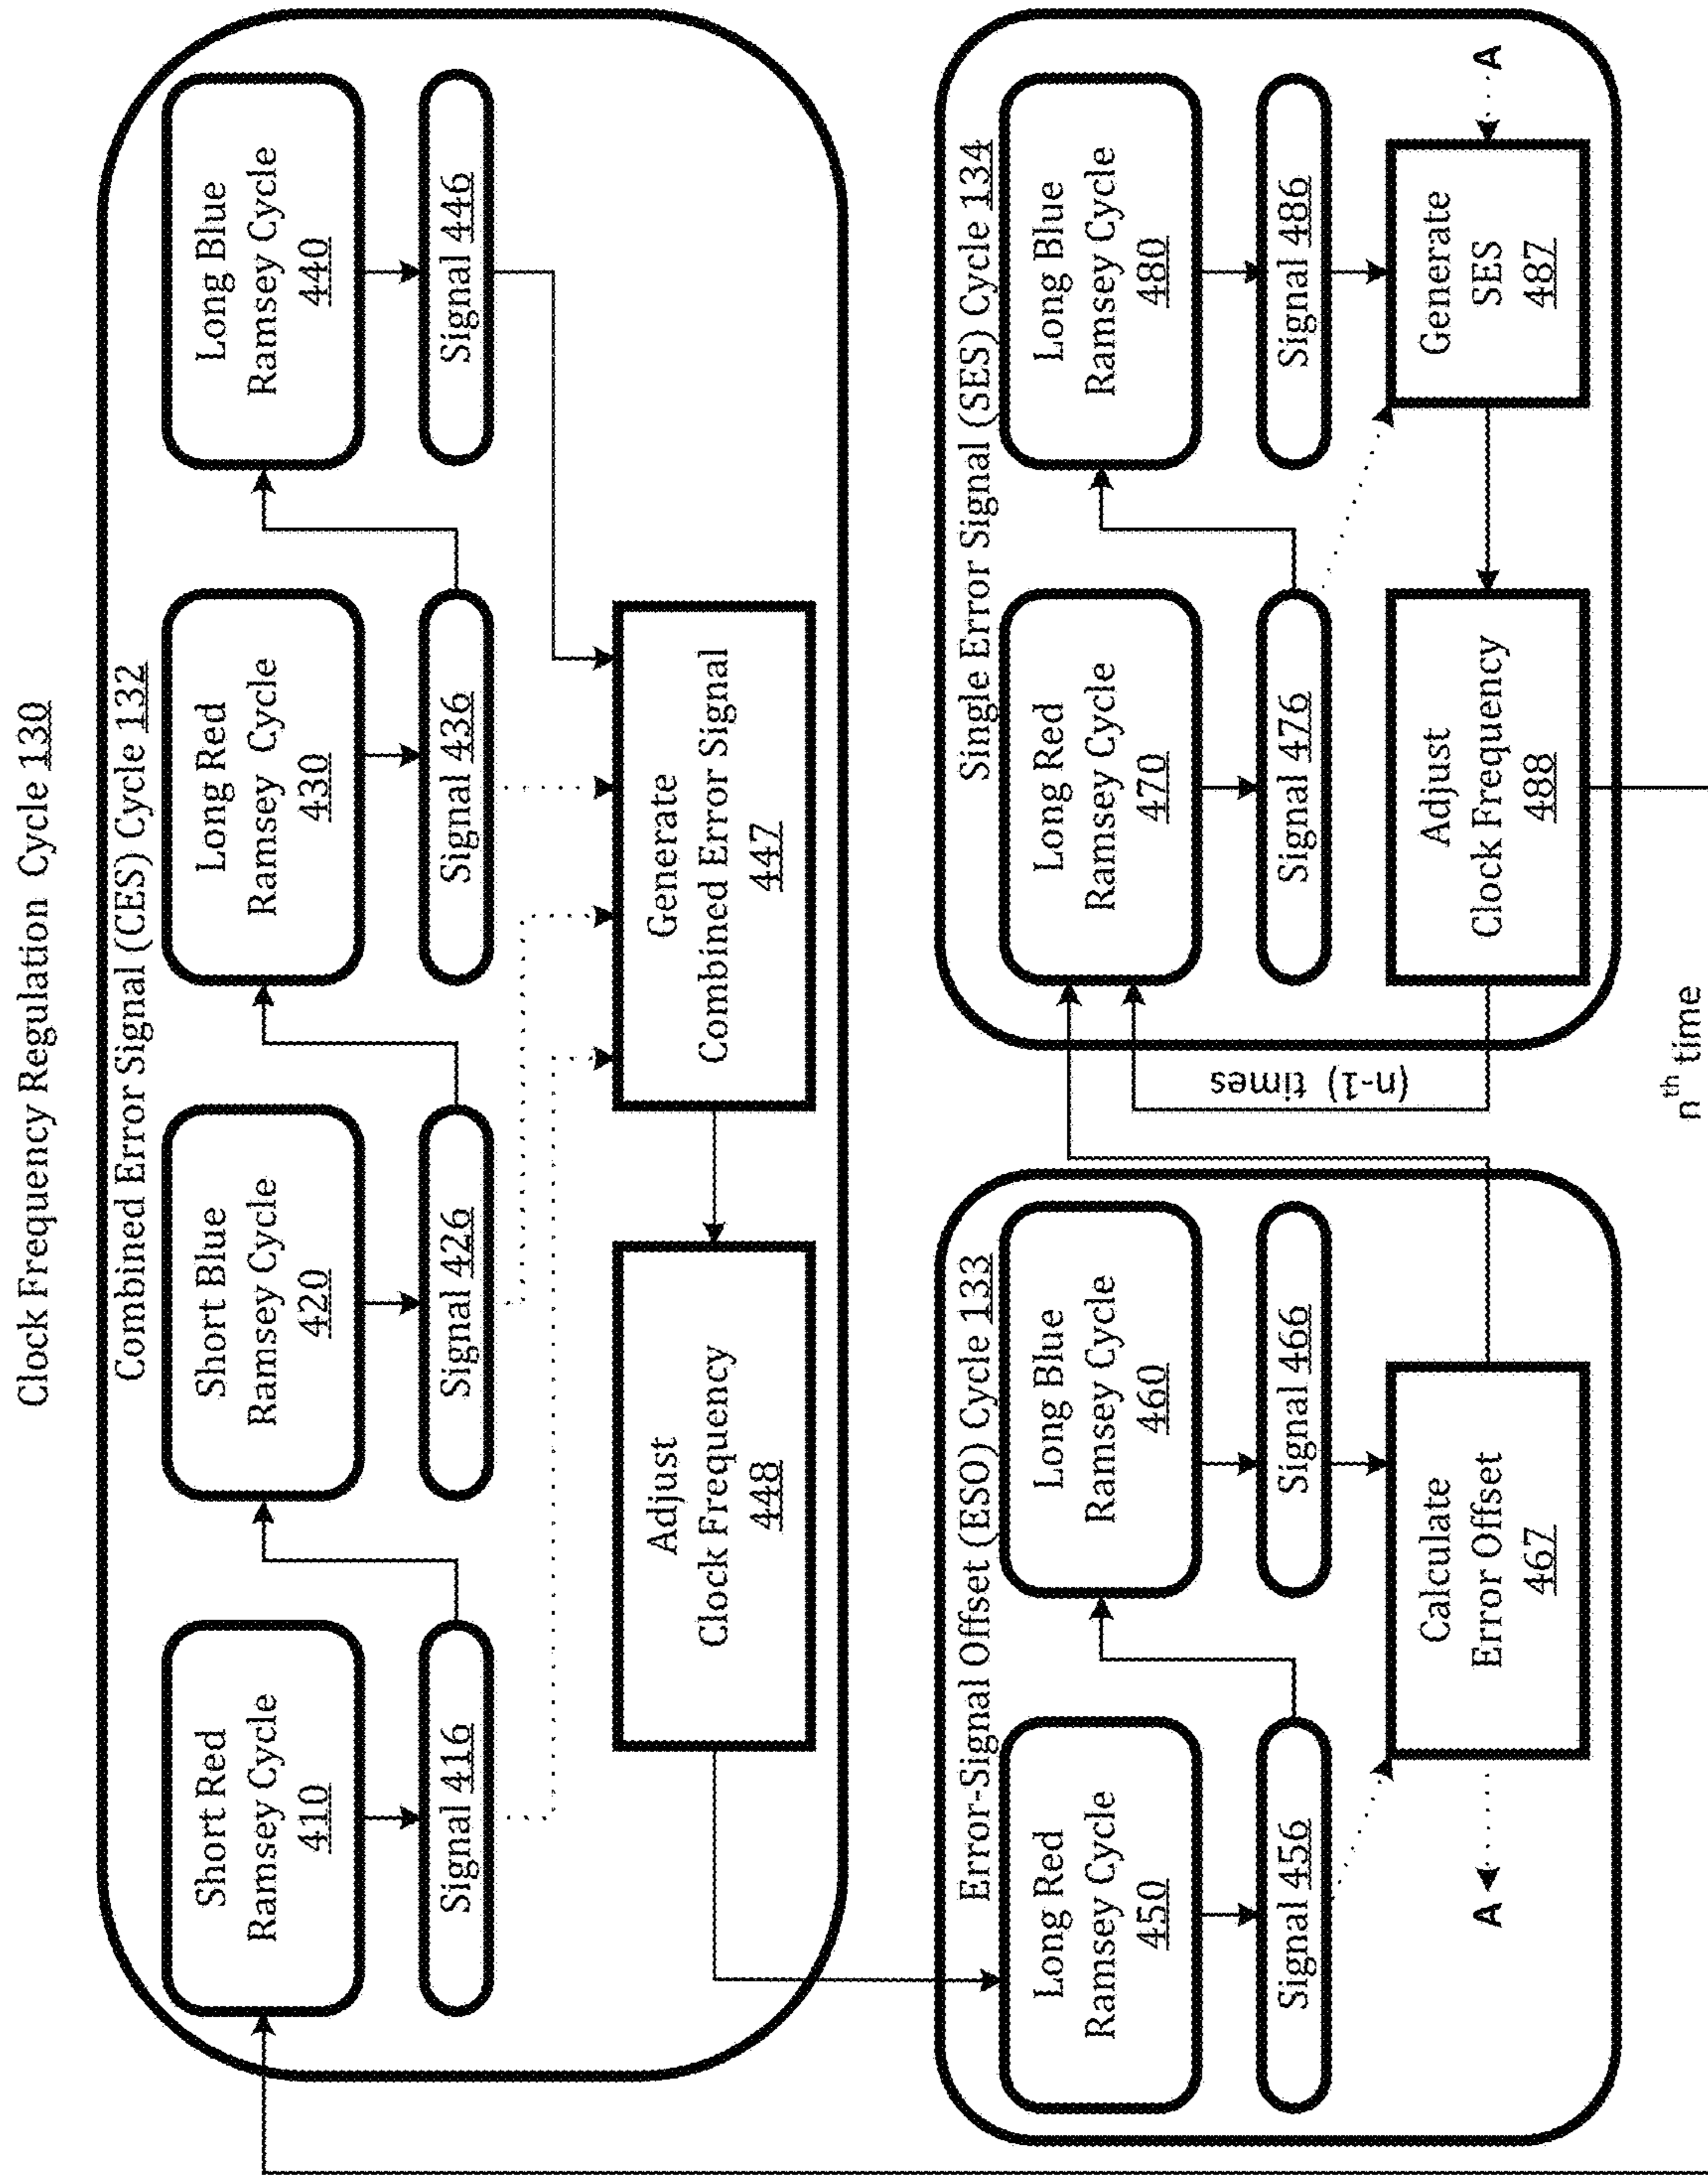 Clock Frequency Regulation Cycle 130
Combined Error Signal (CES) Cycle 132
Short Red
Ramsey Cycle
410
Signal 416
Short Blue
Ramsey Cycle
420
Signal 426
Long Red
Ramsey Cycle
430
Signal 436
Long Blue
Ramsey Cycle
440
Signal 446
Adjust
Clock Frequency
448
Generate
Combined Error Signal
447
Error-Signal Offset (ESO) Cycle 133
Long Red
Ramsey Cycle
450
Signal 456
Long Blue
Ramsey Cycle
460
Signal 466
A
Calculate
Error Offset
467
(n-1) times
Single Error Signal (SES) Cycle 134
Long Red
Ramsey Cycle
470
Signal 476
Long Blue
Ramsey Cycle
480
Signal 486
Adjust
Clock Frequency
488
Generate
SES
487
A
nth time